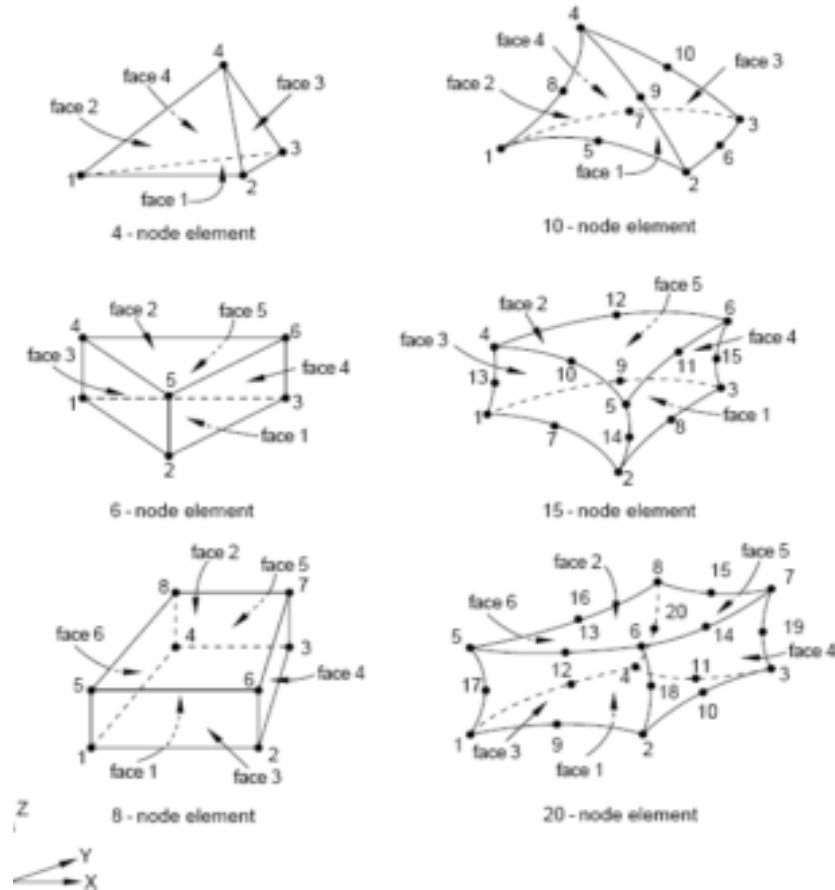 4
face 4
face 3
face 2
3
1
2
face 1
4 - node element
4
face 4
10
face 3
8
9
face 2
7
3
1
5
6
face 1
2
10 - node element
face 2
face 5
4
6
face 3
5
face 4
1
3
face 1
2
6 - node element
face 5
12
face 2
6
4
face 4
face 3
9
11
15
10
13
5
3
1
face 1
14
8
7
2
15 - node element
face 2
8
7
face 5
face 6
4
3
face 4
5
6
1
2
face 1
face 3
8 - node element
face 2
face 5
8
15
7
face 6
16
20
5
13
6
14
19
12
4
11
face 4
3
17
18
10
1
face 3
9
2
face 1
20 - node element
Z
Y
X